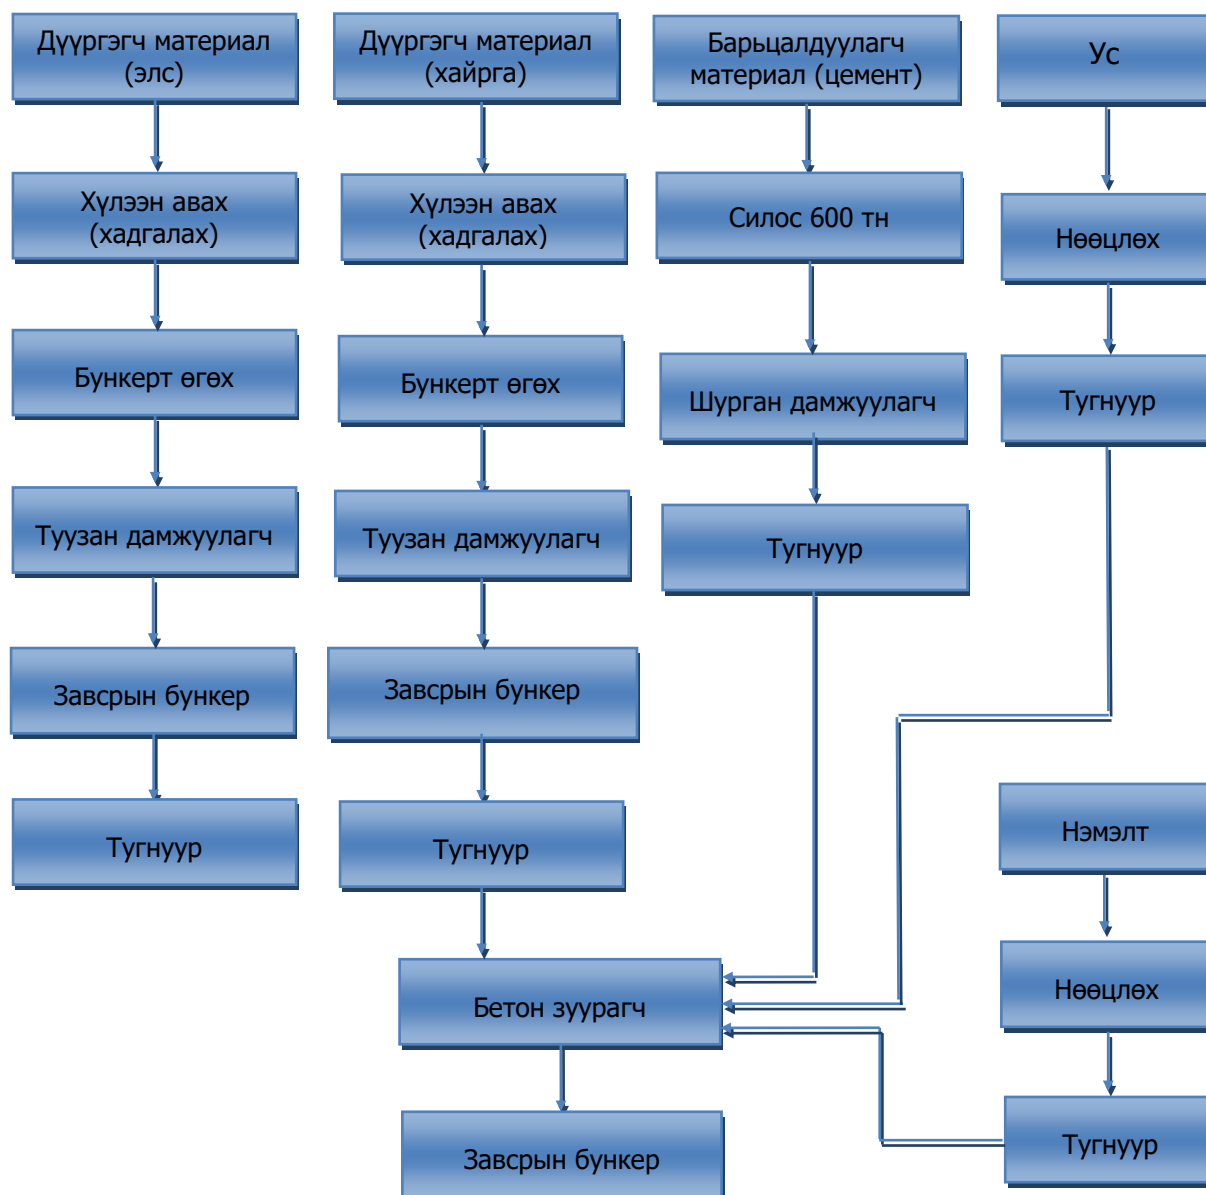 Дүүргэгч материал
(элс)
Хүлээн авах
(хадгалах)
Бункерт өгөх
Туузан дамжуулагч
Завсрын бункер
Тугнуур
Дүүргэгч материал
(хайрга)
Хүлээн авах
(хадгалах)
Бункерт өгөх
Туузан дамжуулагч
Завсрын бункер
Тугнуур
Барьцалдуулагч
материал (цемент)
Силос 600 тн
Шурган дамжуулагч
Тугнуур
Ус
Нөөцлөх
Тугнуур
Нэмэлт
Нөөцлөх
Тугнуур
Бетон зуурагч
Завсрын бункер